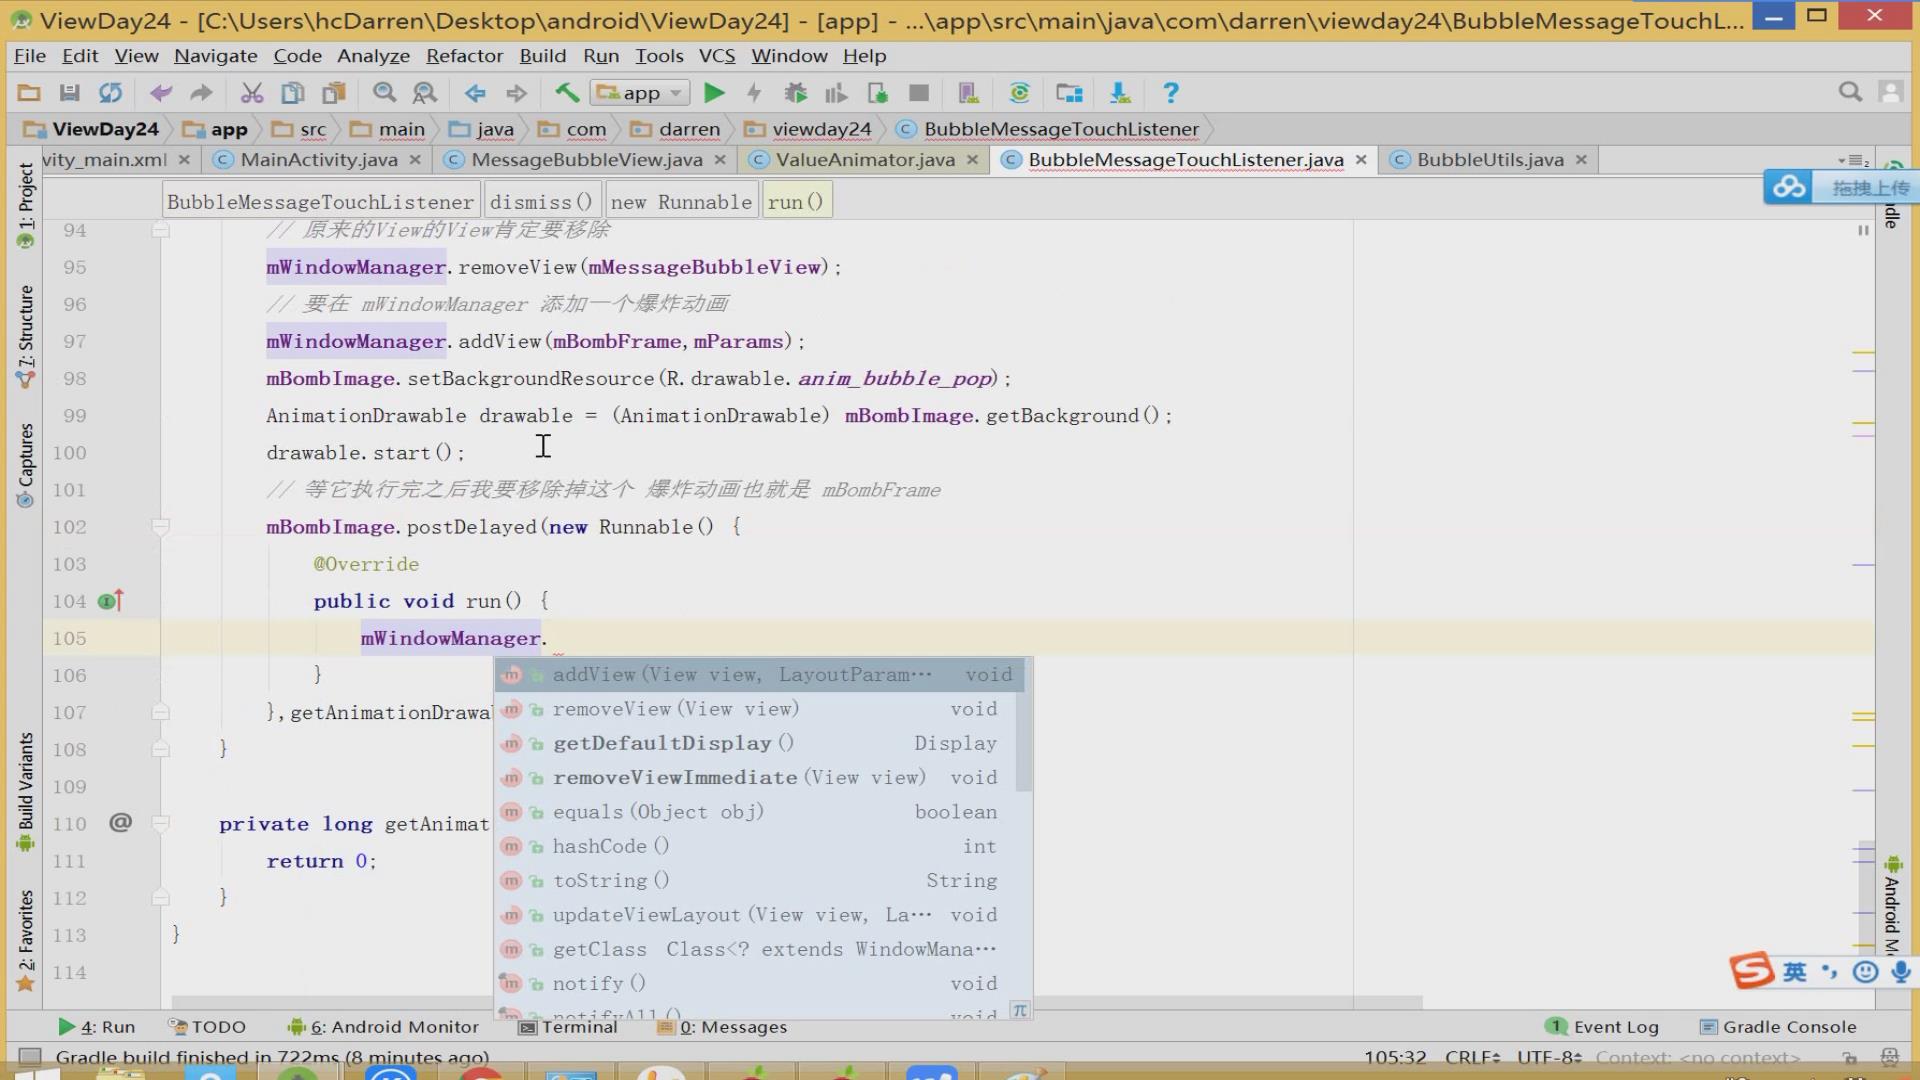 ViewDay24 - [C:\Users\hcDarren\Desktop\android\ViewDay24] - [app] - ...\app\src\main\java\com\darren\viewday24\BubbleMessageTouchL...
File Edit View Navigate Code Analyze Refactor Build Run Tools VCS Window Help
app
ViewDay24 app src main java com darren viewday24 BubbleMessageTouchListener
vity_main.xml MainActivity.java MessageBubbleView.java ValueAnimator.java BubbleMessageTouchListener.java BubbleUtils.java
拖拽上传
BubbleMessageTouchListener dismiss() new Runnable run()
94 // 原来的View的View肯定要移除
95 mWindowManager.removeView(mMessageBubbleView);
96 // 要在 mWindowManager 添加一个爆炸动画
97 mWindowManager.addView(mBombFrame,mParams);
98 mBombImage.setBackgroundResource(R.drawable.anim_bubble_pop);
99 AnimationDrawable drawable = (AnimationDrawable) mBombImage.getBackground();
100 drawable.start();
101 // 等它执行完之后我要移除掉这个 爆炸动画也就是 mBombFrame
102 mBombImage.postDelayed(new Runnable() {
103 @Override
104 public void run() {
105 mWindowManager.
106 }
107 },getAnimationDrawa
108 }
109
110 @ private long getAnimat
111 return 0;
112 }
113 }
114
addView(View view, LayoutParam… void
removeView(View view) void
getDefaultDisplay() Display
removeViewImmediate(View view) void
equals(Object obj) boolean
hashCode() int
toString() String
updateViewLayout(View view, La… void
getClass Class<? extends WindowMana…
notify() void
notifyAll() void
π
1: Project
7: Structure
Captures
Build Variants
2: Favorites
dle
Android M
英
4: Run TODO 6: Android Monitor Terminal 0: Messages 1 Event Log Gradle Console
Gradle build finished in 722ms (8 minutes ago) 105:32 CRLF UTF-8 Context: <no context>